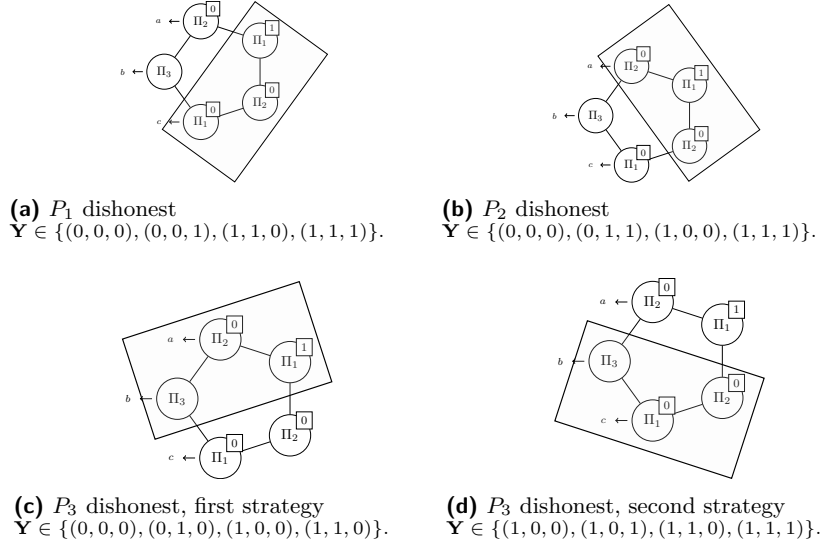 a ← Π₂ 0
Π₁ 1
b ← Π₃
Π₂ 0
c ← Π₁ 0
(a) P₁ dishonest
Y ∈ {(0, 0, 0), (0, 0, 1), (1, 1, 0), (1, 1, 1)}.
a ← Π₂ 0
Π₁ 1
b ← Π₃
Π₂ 0
c ← Π₁ 0
(b) P₂ dishonest
Y ∈ {(0, 0, 0), (0, 1, 1), (1, 0, 0), (1, 1, 1)}.
a ← Π₂ 0
Π₁ 1
b ← Π₃
Π₂ 0
c ← Π₁ 0
(c) P₃ dishonest, first strategy
Y ∈ {(0, 0, 0), (0, 1, 0), (1, 0, 0), (1, 1, 0)}.
a ← Π₂ 0
Π₁ 1
b ← Π₃
Π₂ 0
c ← Π₁ 0
(d) P₃ dishonest, second strategy
Y ∈ {(1, 0, 0), (1, 0, 1), (1, 1, 0), (1, 1, 1)}.